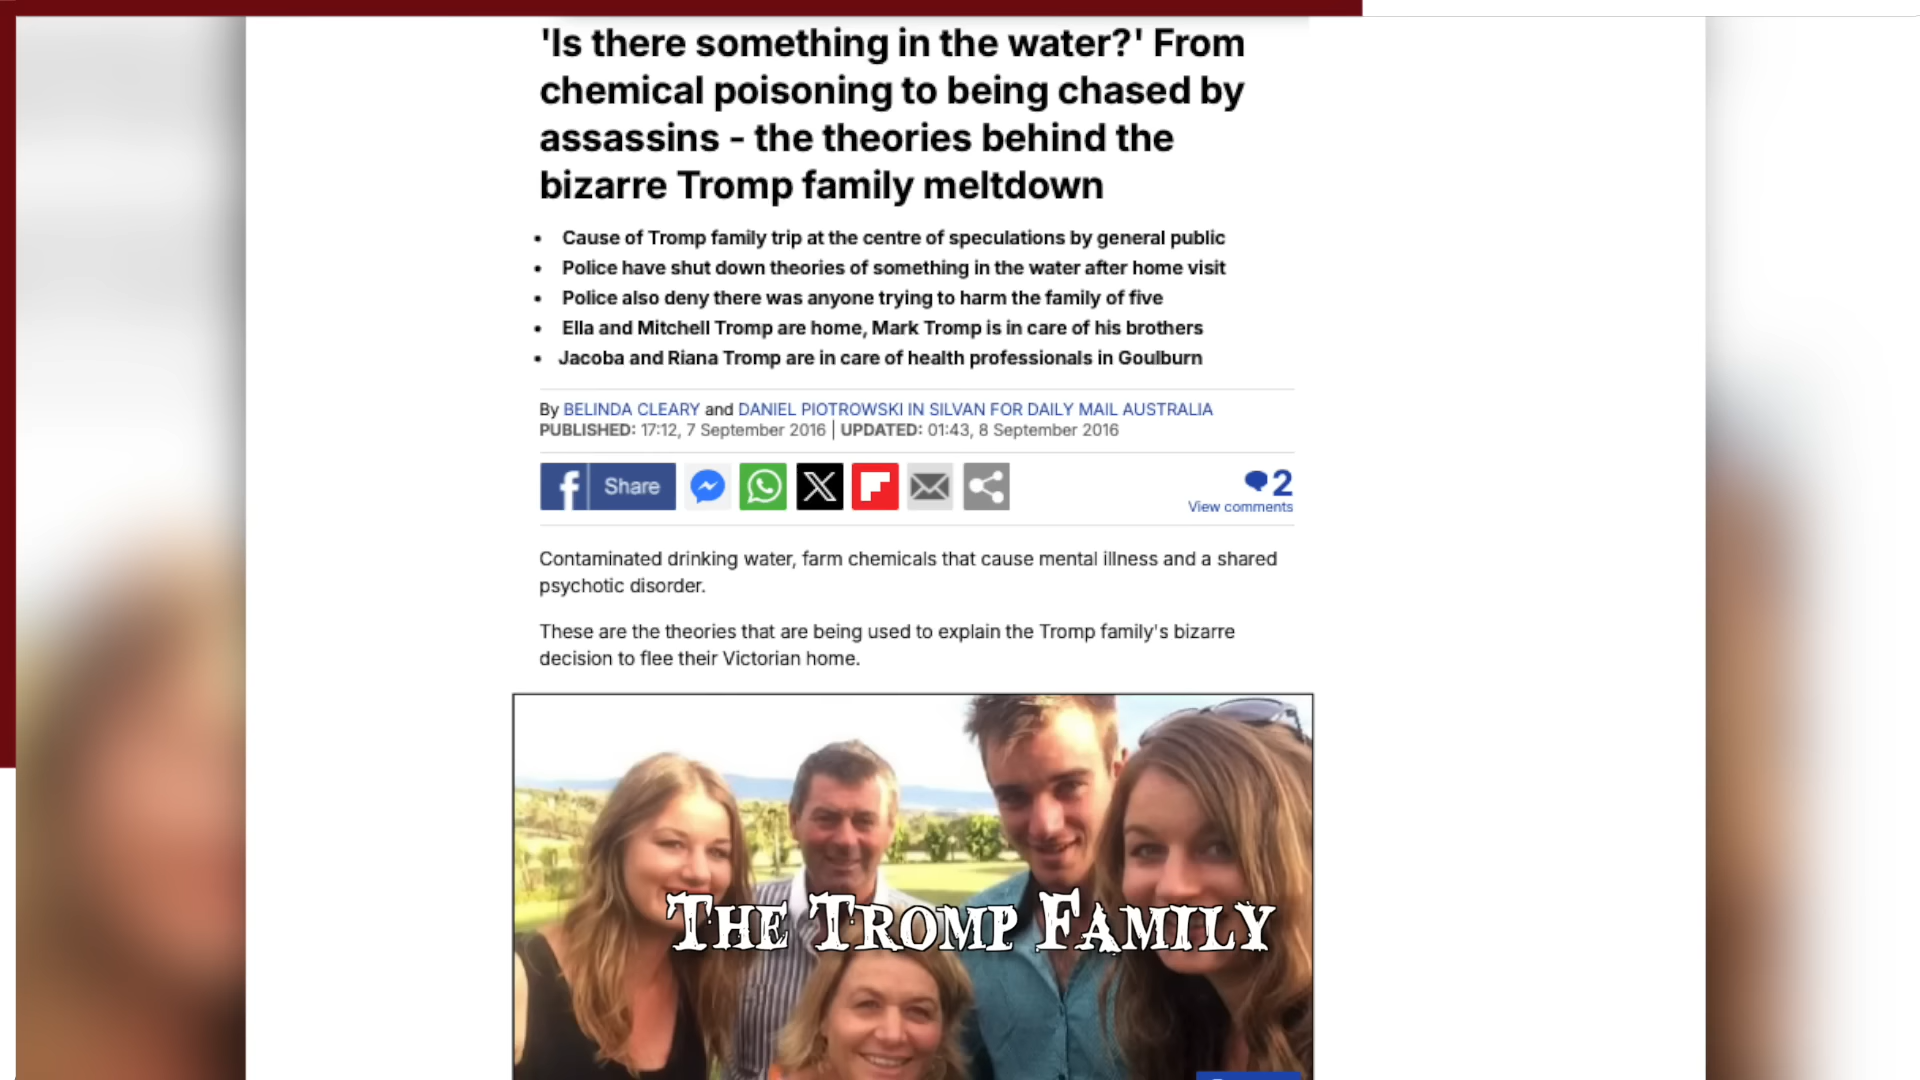 'Is there something in the water?' From
chemical poisoning to being chased by
assassins - the theories behind the
bizarre Tromp family meltdown
• Cause of Tromp family trip at the centre of speculations by general public
• Police have shut down theories of something in the water after home visit
• Police also deny there was anyone trying to harm the family of five
• Ella and Mitchell Tromp are home, Mark Tromp is in care of his brothers
• Jacoba and Riana Tromp are in care of health professionals in Goulburn
By BELINDA CLEARY and DANIEL PIOTROWSKI IN SILVAN FOR DAILY MAIL AUSTRALIA
PUBLISHED: 17:12, 7 September 2016 | UPDATED: 01:43, 8 September 2016
Share
2
View comments
Contaminated drinking water, farm chemicals that cause mental illness and a shared
psychotic disorder.
These are the theories that are being used to explain the Tromp family's bizarre
decision to flee their Victorian home.
THE TROMP FAMILY